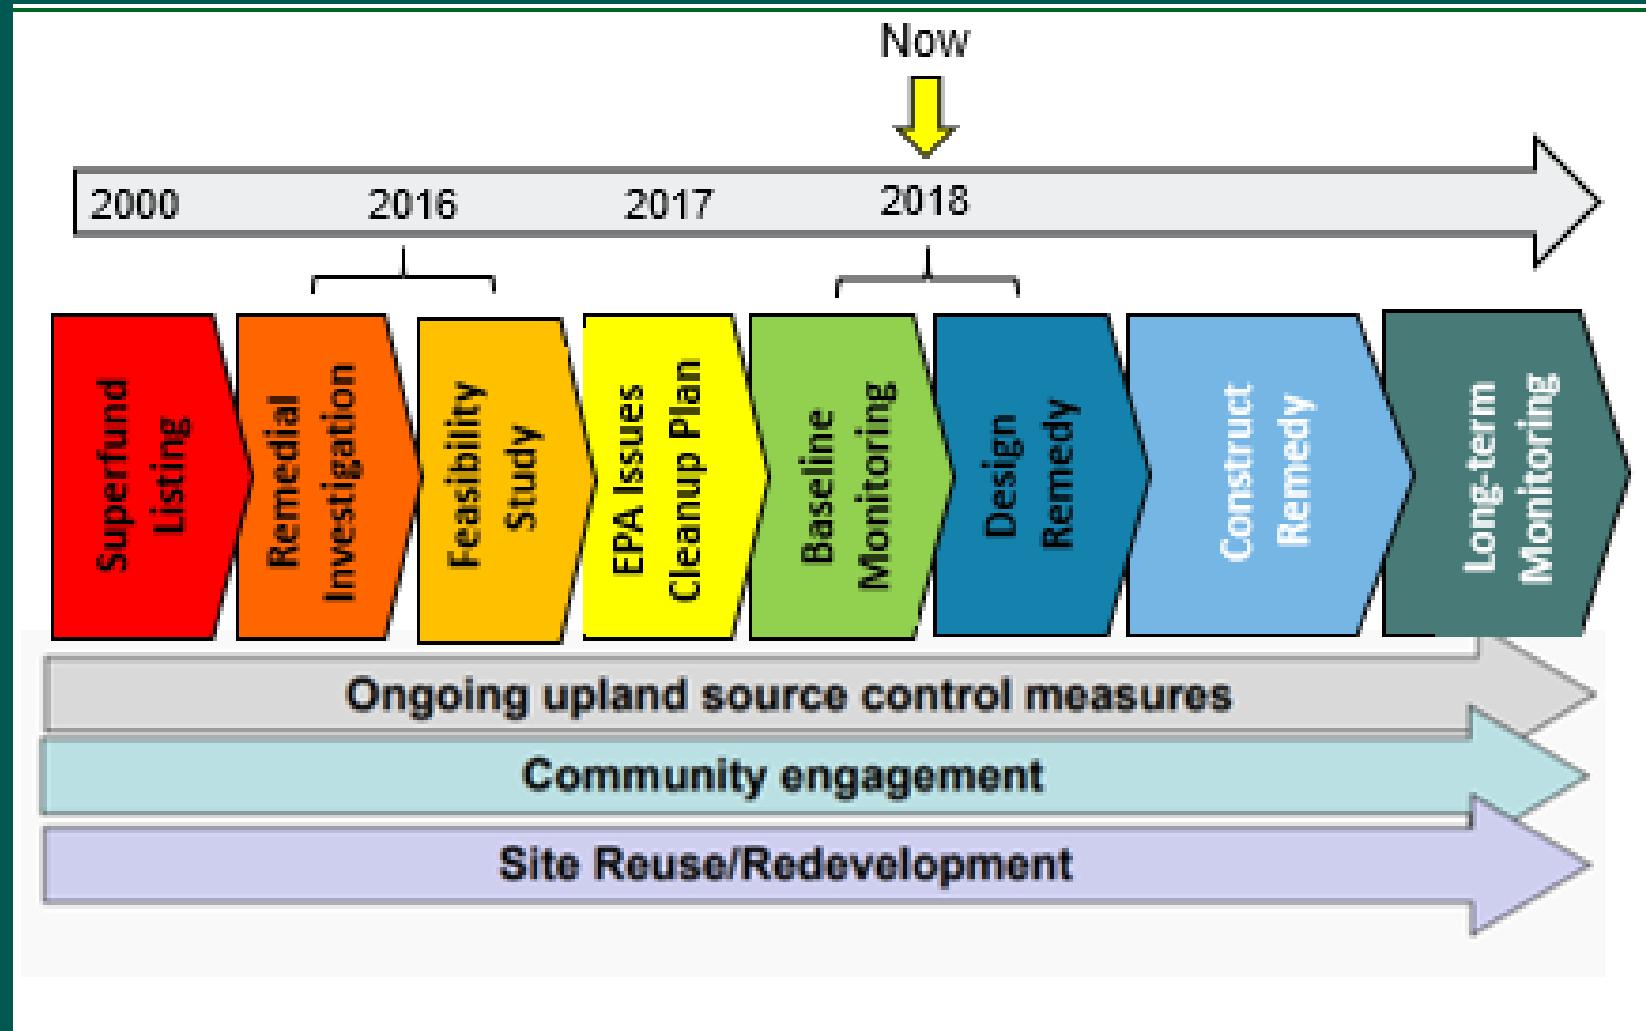 Now
2000 2016 2017 2018
Superfund
Listing
Remedial
Investigation
Feasibility
Study
EPA Issues
Cleanup Plan
Baseline
Monitoring
Design
Remedy
Construct
Remedy
Long-term
Monitoring
Ongoing upland source control measures
Community engagement
Site Reuse/Redevelopment